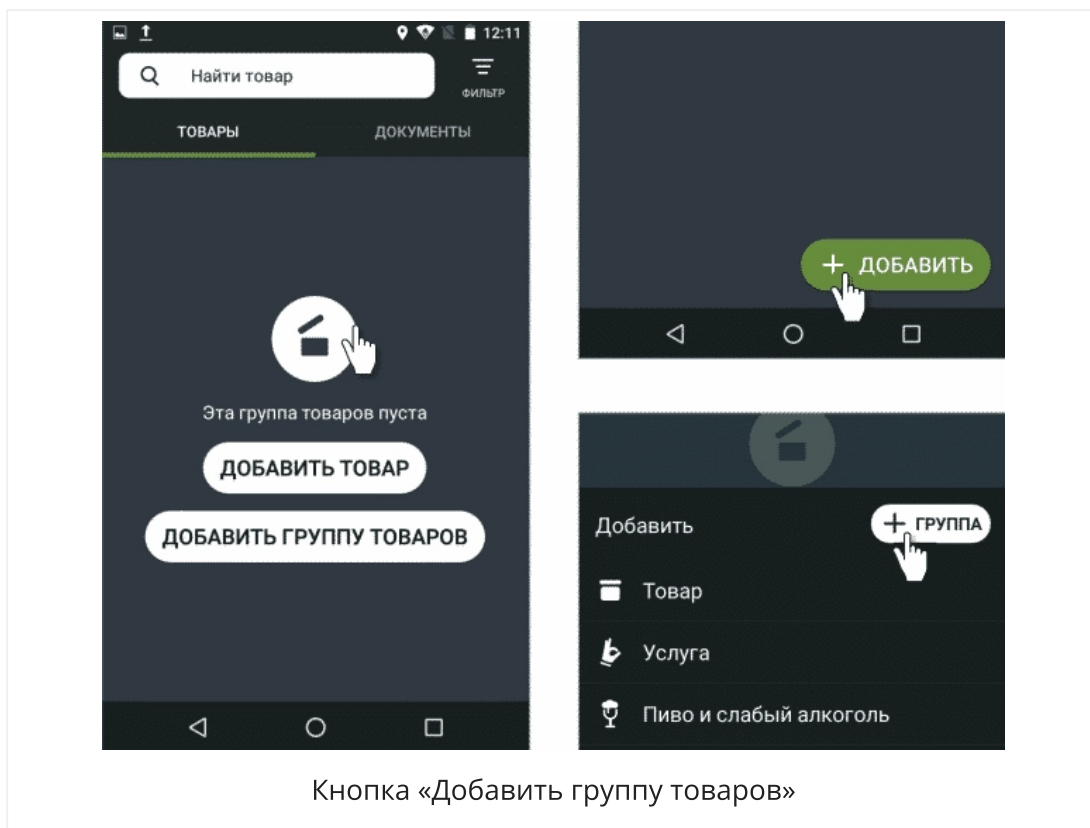 12:11
Найти товар
ФИЛЬТР
ТОВАРЫ
ДОКУМЕНТЫ
Эта группа товаров пуста
ДОБАВИТЬ ТОВАР
ДОБАВИТЬ ГРУППУ ТОВАРОВ
+ ДОБАВИТЬ
Добавить
+ ГРУППА
Товар
Услуга
Пиво и слабый алкоголь
Кнопка «Добавить группу товаров»